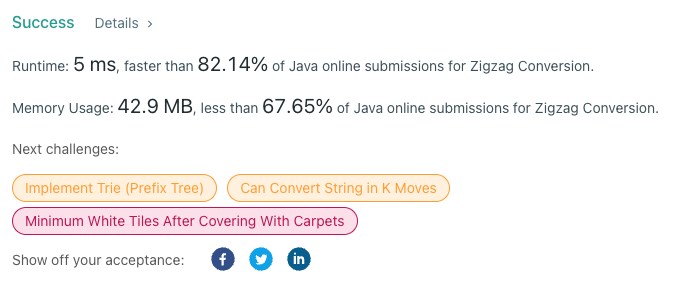 Success Details >
Runtime: 5 ms, faster than 82.14% of Java online submissions for Zigzag Conversion.
Memory Usage: 42.9 MB, less than 67.65% of Java online submissions for Zigzag Conversion.
Next challenges:
Implement Trie (Prefix Tree) Can Convert String in K Moves
Minimum White Tiles After Covering With Carpets
Show off your acceptance: f in